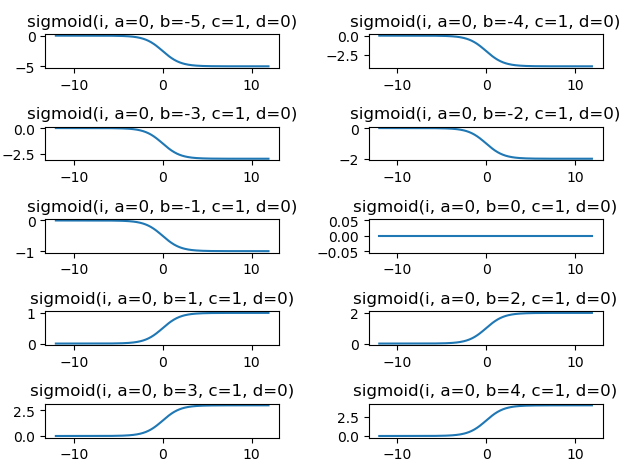 sigmoid(i, a=0, b=-5, c=1, d=0)
0
−5
−10 0 10
sigmoid(i, a=0, b=-4, c=1, d=0)
0.0
−2.5
−10 0 10
sigmoid(i, a=0, b=-3, c=1, d=0)
0.0
−2.5
−10 0 10
sigmoid(i, a=0, b=-2, c=1, d=0)
0
−2
−10 0 10
sigmoid(i, a=0, b=-1, c=1, d=0)
0
−1
−10 0 10
sigmoid(i, a=0, b=0, c=1, d=0)
0.05
0.00
−0.05
−10 0 10
sigmoid(i, a=0, b=1, c=1, d=0)
1
0
−10 0 10
sigmoid(i, a=0, b=2, c=1, d=0)
2
0
−10 0 10
sigmoid(i, a=0, b=3, c=1, d=0)
2.5
0.0
−10 0 10
sigmoid(i, a=0, b=4, c=1, d=0)
2.5
0.0
−10 0 10